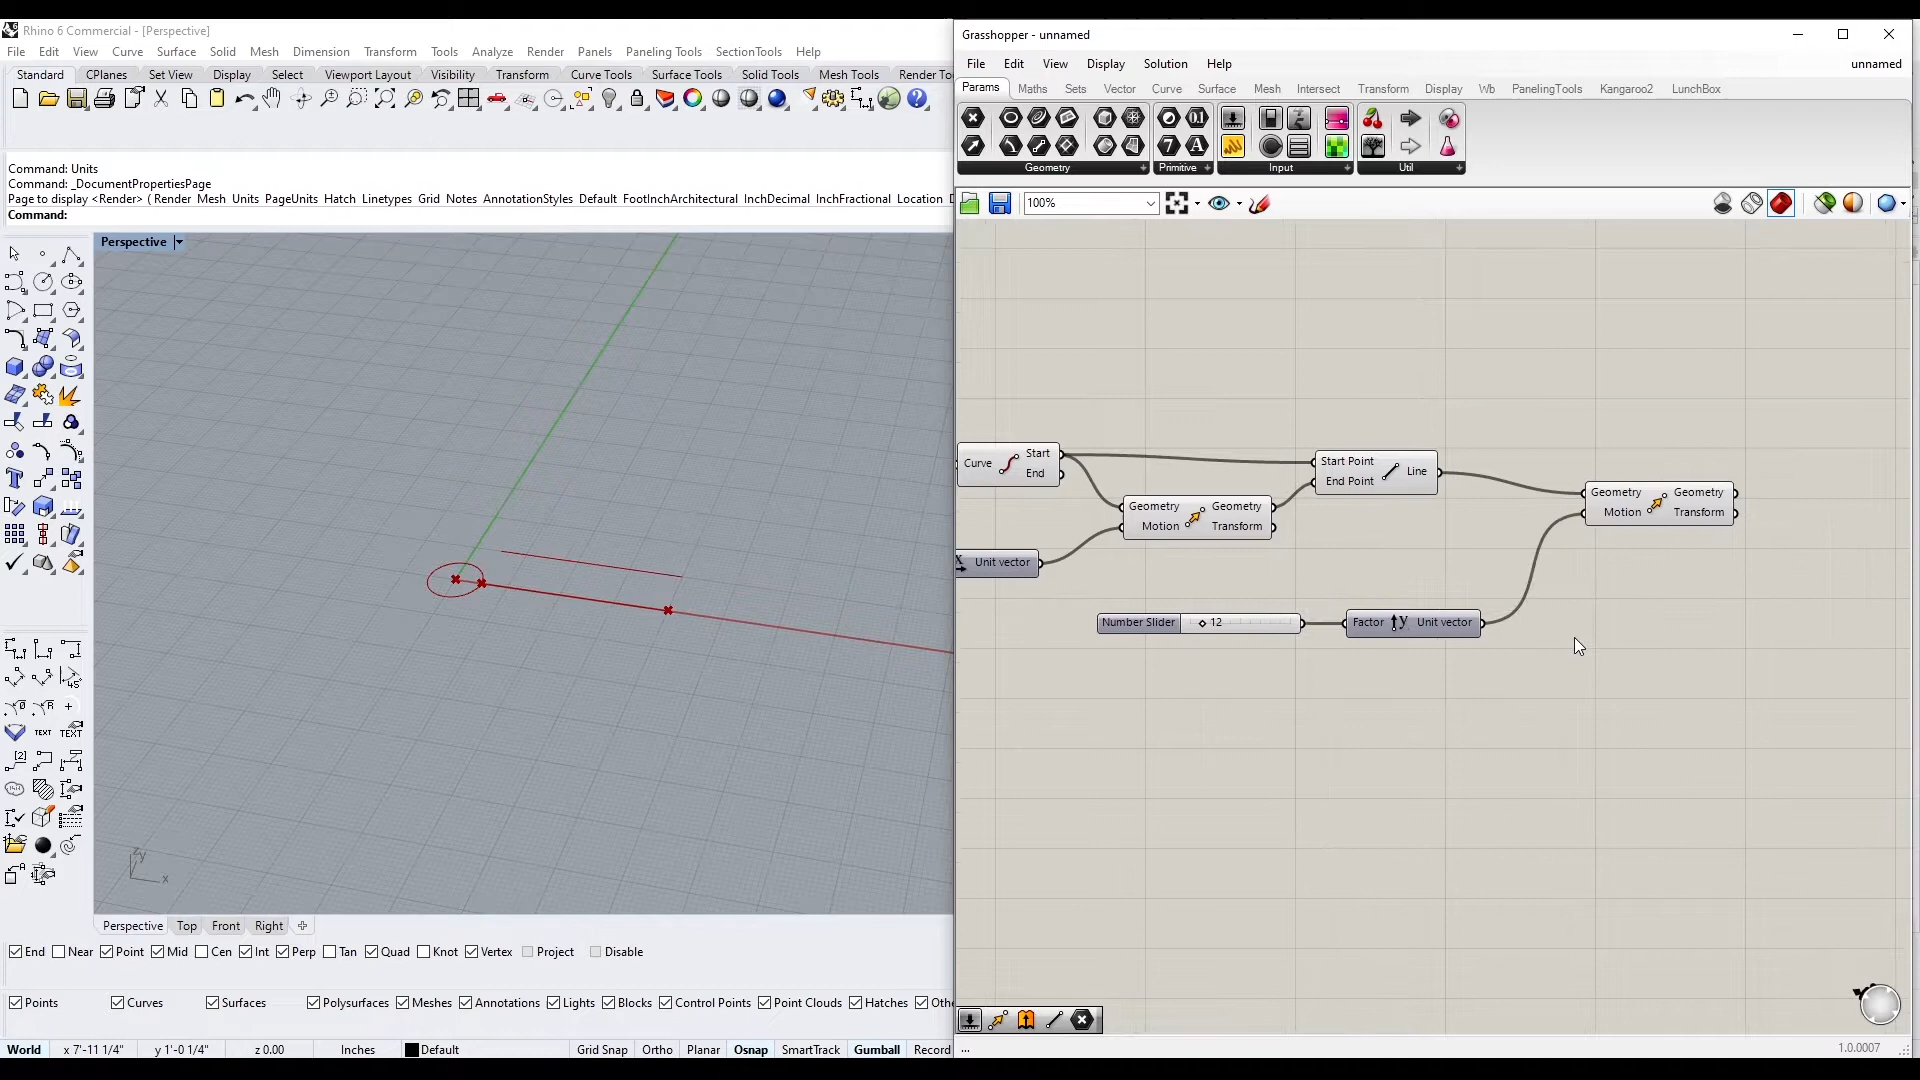 Rhino 6 Commercial - [Perspective]
File Edit View Curve Surface Solid Mesh Dimension Transform Tools Analyze Render Panels Paneling Tools SectionTools Help
Standard CPlanes Set View Display Select Viewport Layout Visibility Transform Curve Tools Surface Tools Solid Tools Mesh Tools Render To
Command: Units
Command: _DocumentPropertiesPage
Page to display <Render> ( Render Mesh Units PageUnits Hatch Linetypes Grid Notes AnnotationStyles Default FootInchArchitectural InchDecimal InchFractional Location D
Command:
Perspective
z y
x
Perspective Top Front Right
End Near Point Mid Cen Int Perp Tan Quad Knot Vertex Project Disable
Points Curves Surfaces Polysurfaces Meshes Annotations Lights Blocks Control Points Point Clouds Hatches Othe
World x 7'-11 1/4" y 1'-0 1/4" z 0.00 Inches Default Grid Snap Ortho Planar Osnap SmartTrack Gumball Record
Grasshopper - unnamed
File Edit View Display Solution Help unnamed
Params Maths Sets Vector Curve Surface Mesh Intersect Transform Display Wb PanelingTools Kangaroo2 LunchBox
Geometry Primitive Input Util
100%
Curve Start
End
Start Point Line
End Point
Geometry Geometry
Motion Transform
Geometry Geometry
Motion Transform
x Unit vector
Number Slider 12
Factor y Unit vector
...
1.0.0007